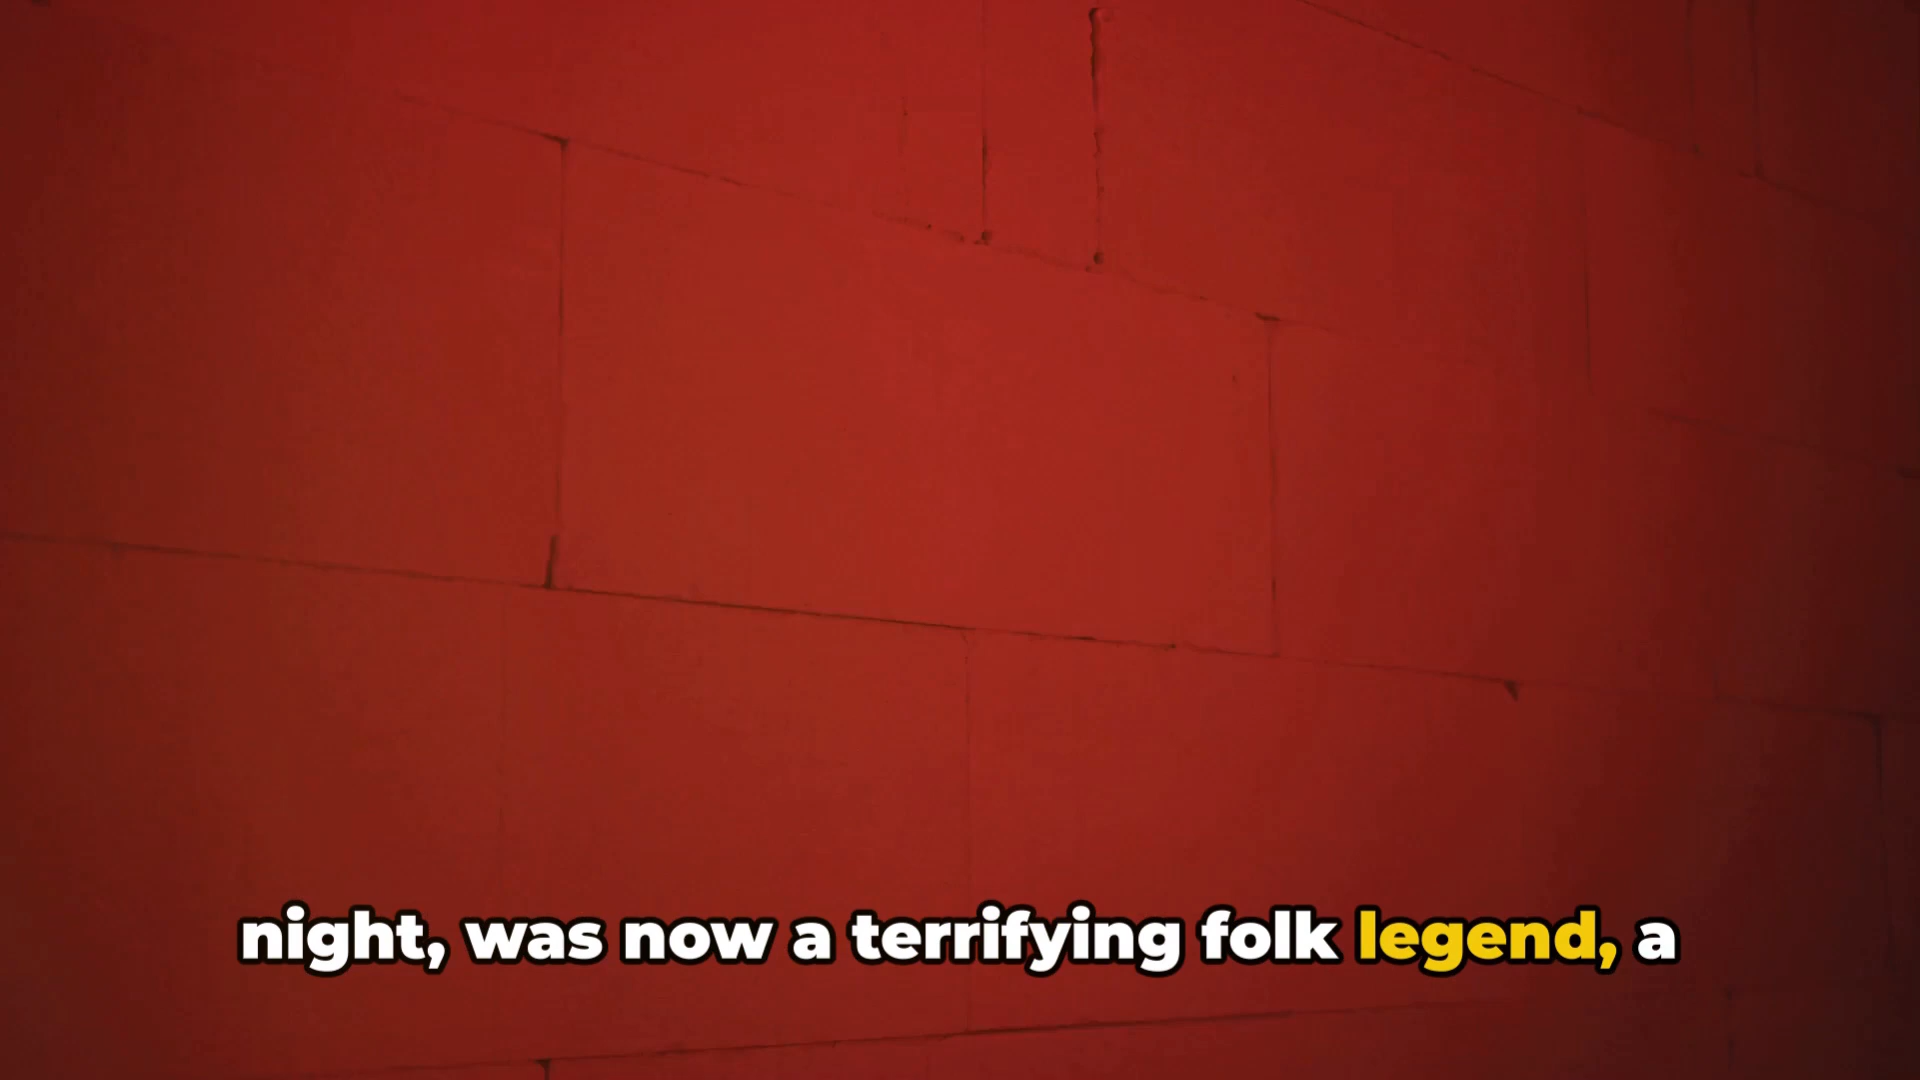 night, was now a terrifying folk legend, a